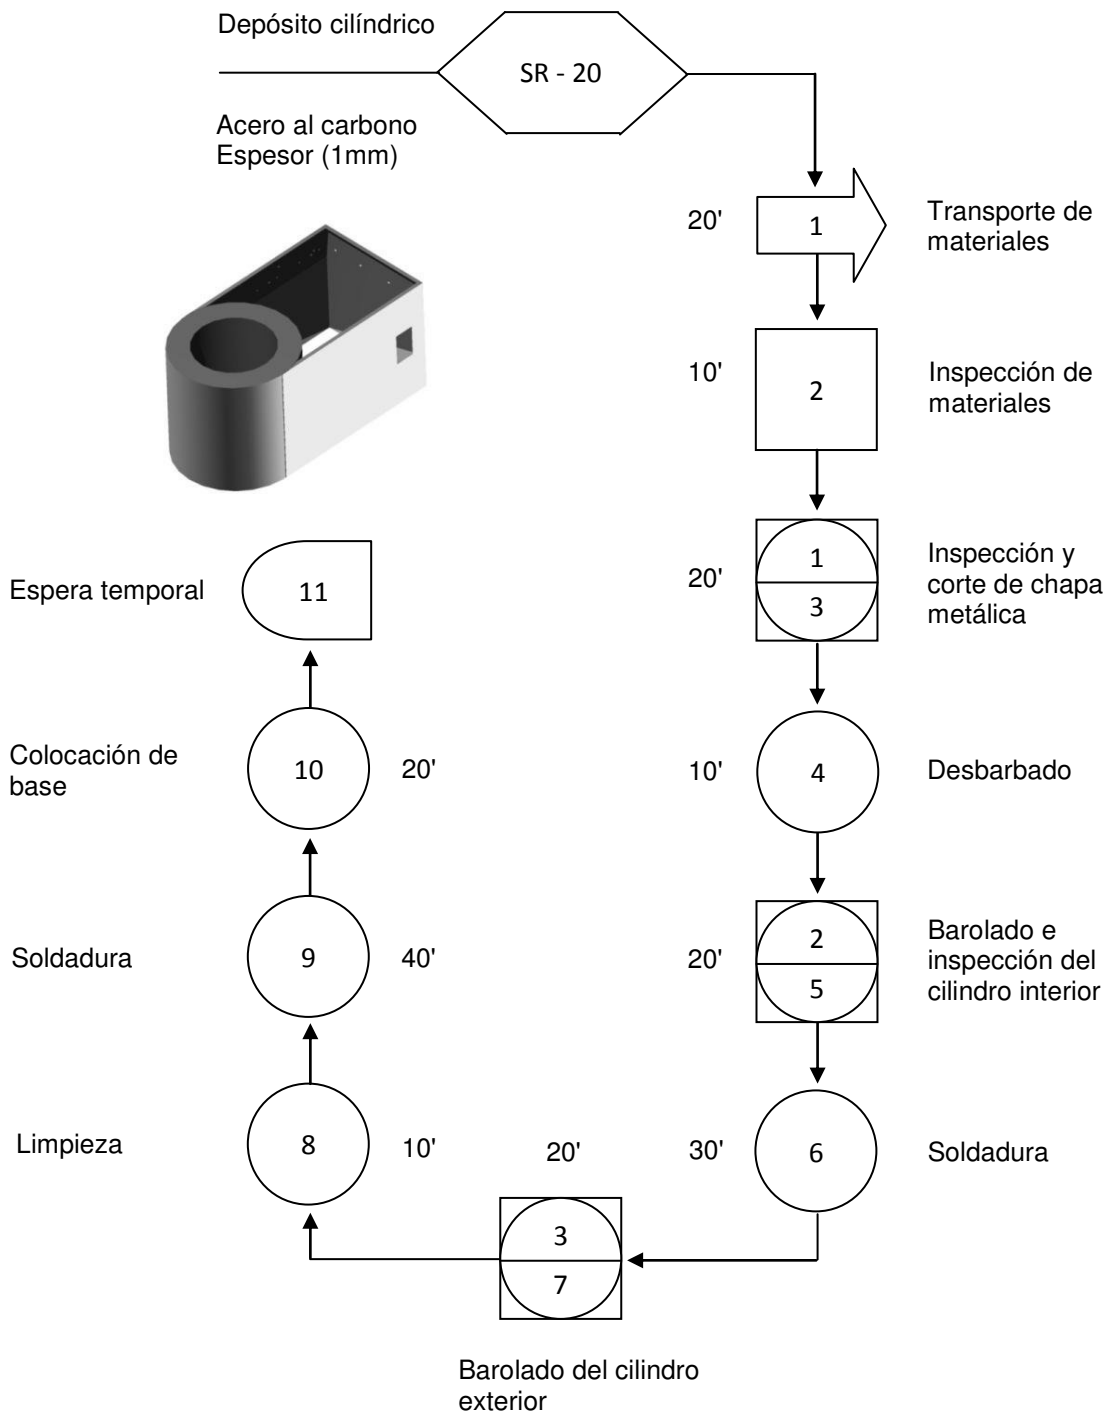 Depósito cilíndrico
SR - 20
Acero al carbono
Espesor (1mm)
20'
1
Transporte de
materiales
10'
2
Inspección de
materiales
20'
1
3
Inspección y
corte de chapa
metálica
10'
4
Desbarbado
20'
2
5
Barolado e
inspección del
cilindro interior
30'
6
Soldadura
20'
3
7
Barolado del cilindro
exterior
Limpieza
8
10'
Soldadura
9
40'
Colocación de
base
10
20'
Espera temporal
11